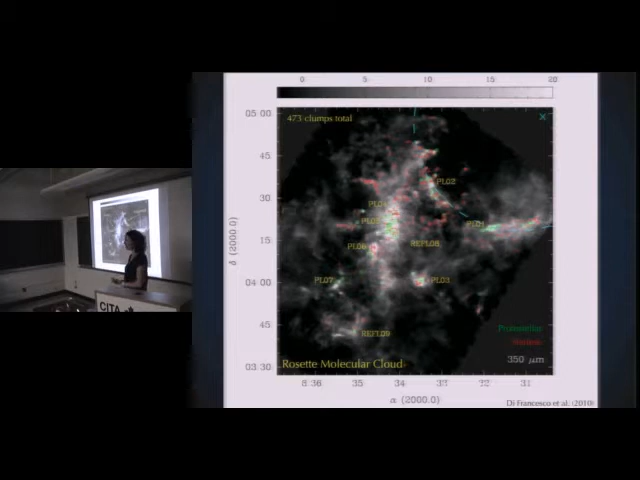 0 5 10 15 20
05:00
473 clumps total
45
PL02
30
PL04
PL01
PL05
REFL08
15
PL06
04:00
PL07
PL03
45
REFL09
350 μm
Rosette Molecular Cloud
03:30
8:36 35 34 33 32 31
α (2000.0)
δ (2000.0)
Di Francesco et al. (2010)
CITA